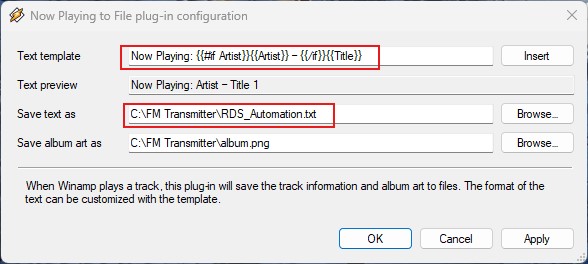 Now Playing to File plug-in configuration
Text template
Now Playing: {{#if Artist}}{{Artist}} – {{/if}}{{Title}}
Insert
Text preview
Now Playing: Artist – Title 1
Save text as
C:\FM Transmitter\RDS_Automation.txt
Browse...
Save album art as
C:\FM Transmitter\album.png
Browse...
When Winamp plays a track, this plug-in will save the track information and album art to files. The format of
the text can be customized with the template.
OK
Cancel
Apply